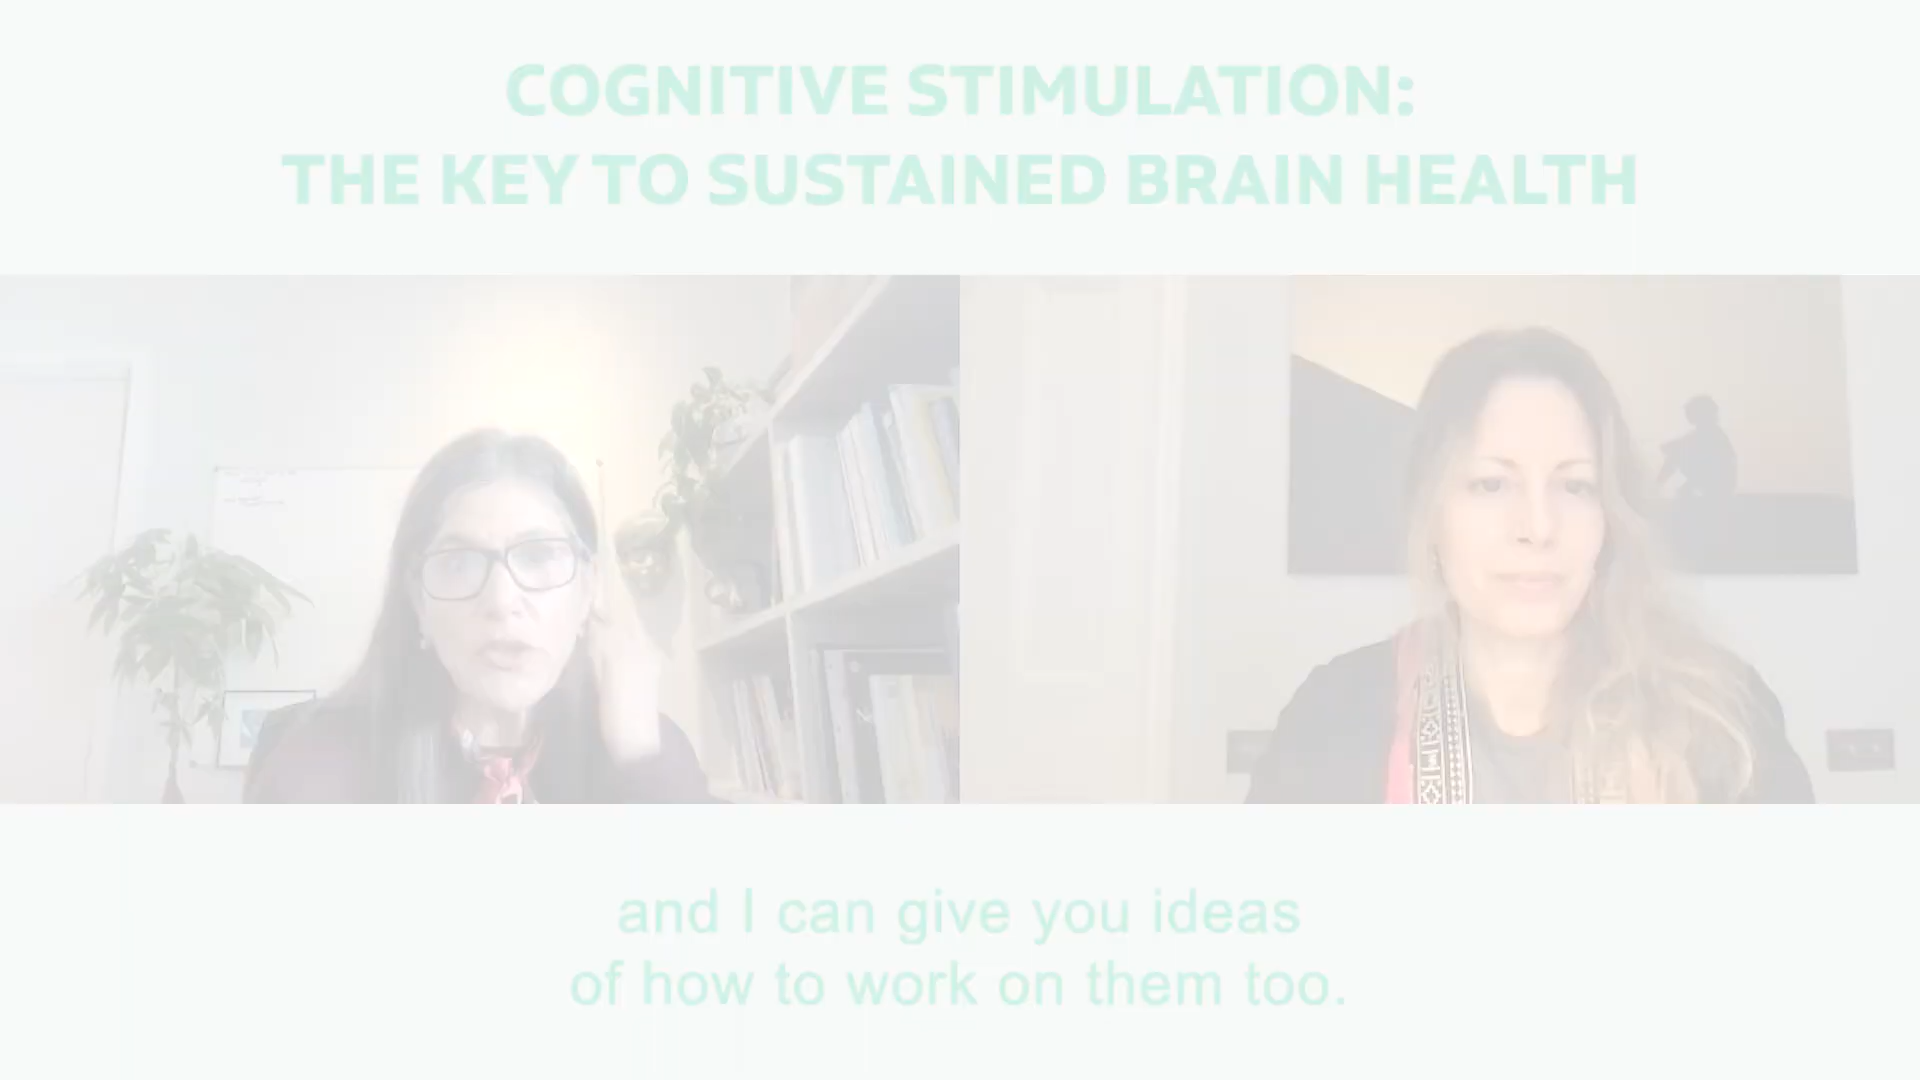 COGNITIVE STIMULATION:
THE KEY TO SUSTAINED BRAIN HEALTH
and I can give you ideas
of how to work on them too.